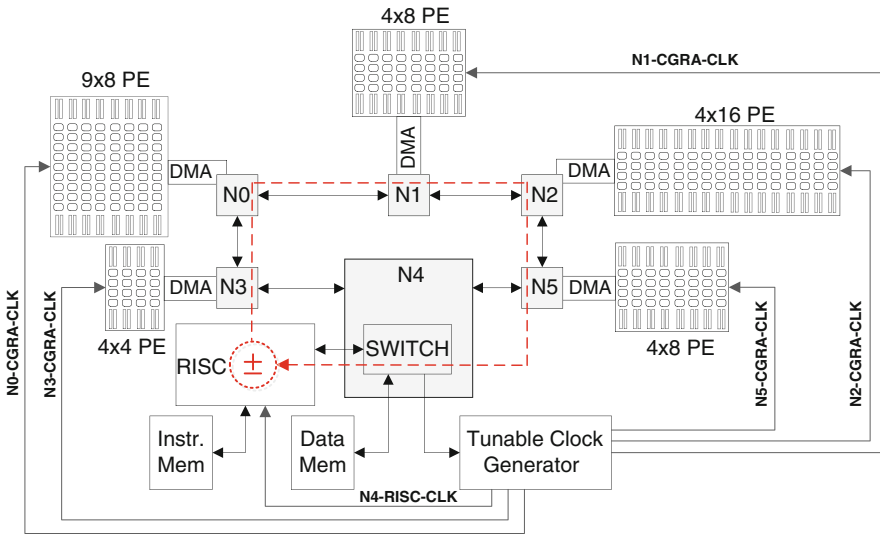 4x8 PE
N1-CGRA-CLK
9x8 PE
4x16 PE
DMA
DMA
DMA
N0
N1
N2
N4
DMA
N3
N5
DMA
4x4 PE
4x8 PE
RISC
±
SWITCH
N0-CGRA-CLK
N3-CGRA-CLK
N5-CGRA-CLK
N2-CGRA-CLK
Instr.
Mem
Data
Mem
Tunable Clock
Generator
N4-RISC-CLK